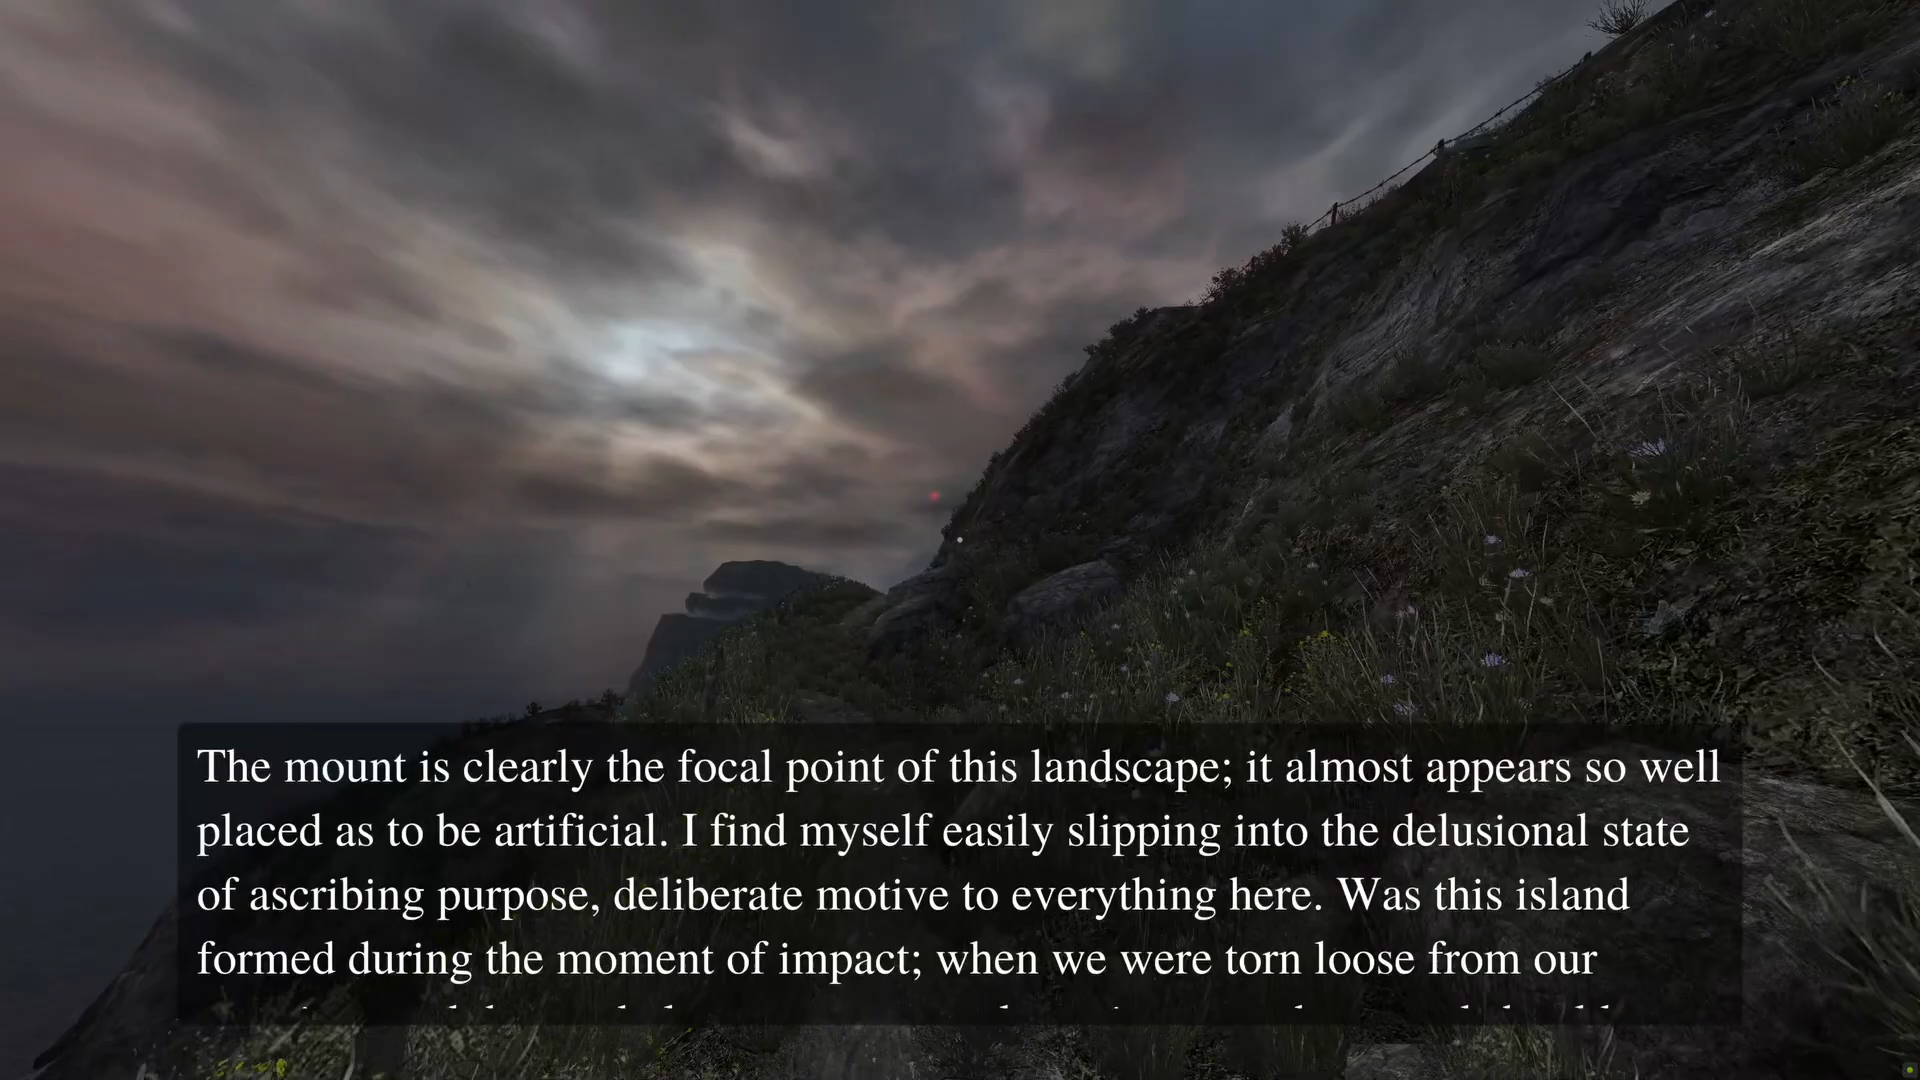 The mount is clearly the focal point of this landscape; it almost appears so well
placed as to be artificial. I find myself easily slipping into the delusional state
of ascribing purpose, deliberate motive to everything here. Was this island
formed during the moment of impact; when we were torn loose from our